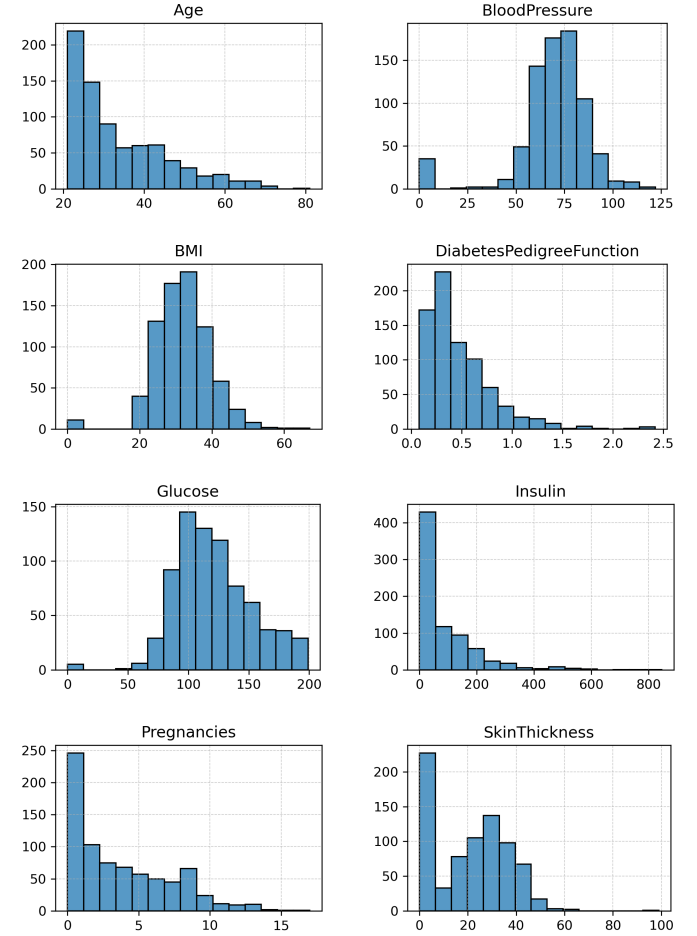 Age
200
150
100
50
0
20 40 60 80
BloodPressure
150
100
50
0
0 25 50 75 100 125
BMI
200
150
100
50
0
0 20 40 60
DiabetesPedigreeFunction
200
150
100
50
0
0.0 0.5 1.0 1.5 2.0 2.5
Glucose
150
100
50
0
0 50 100 150 200
Insulin
400
300
200
100
0
0 200 400 600 800
Pregnancies
250
200
150
100
50
0
0 5 10 15
SkinThickness
200
150
100
50
0
0 20 40 60 80 100